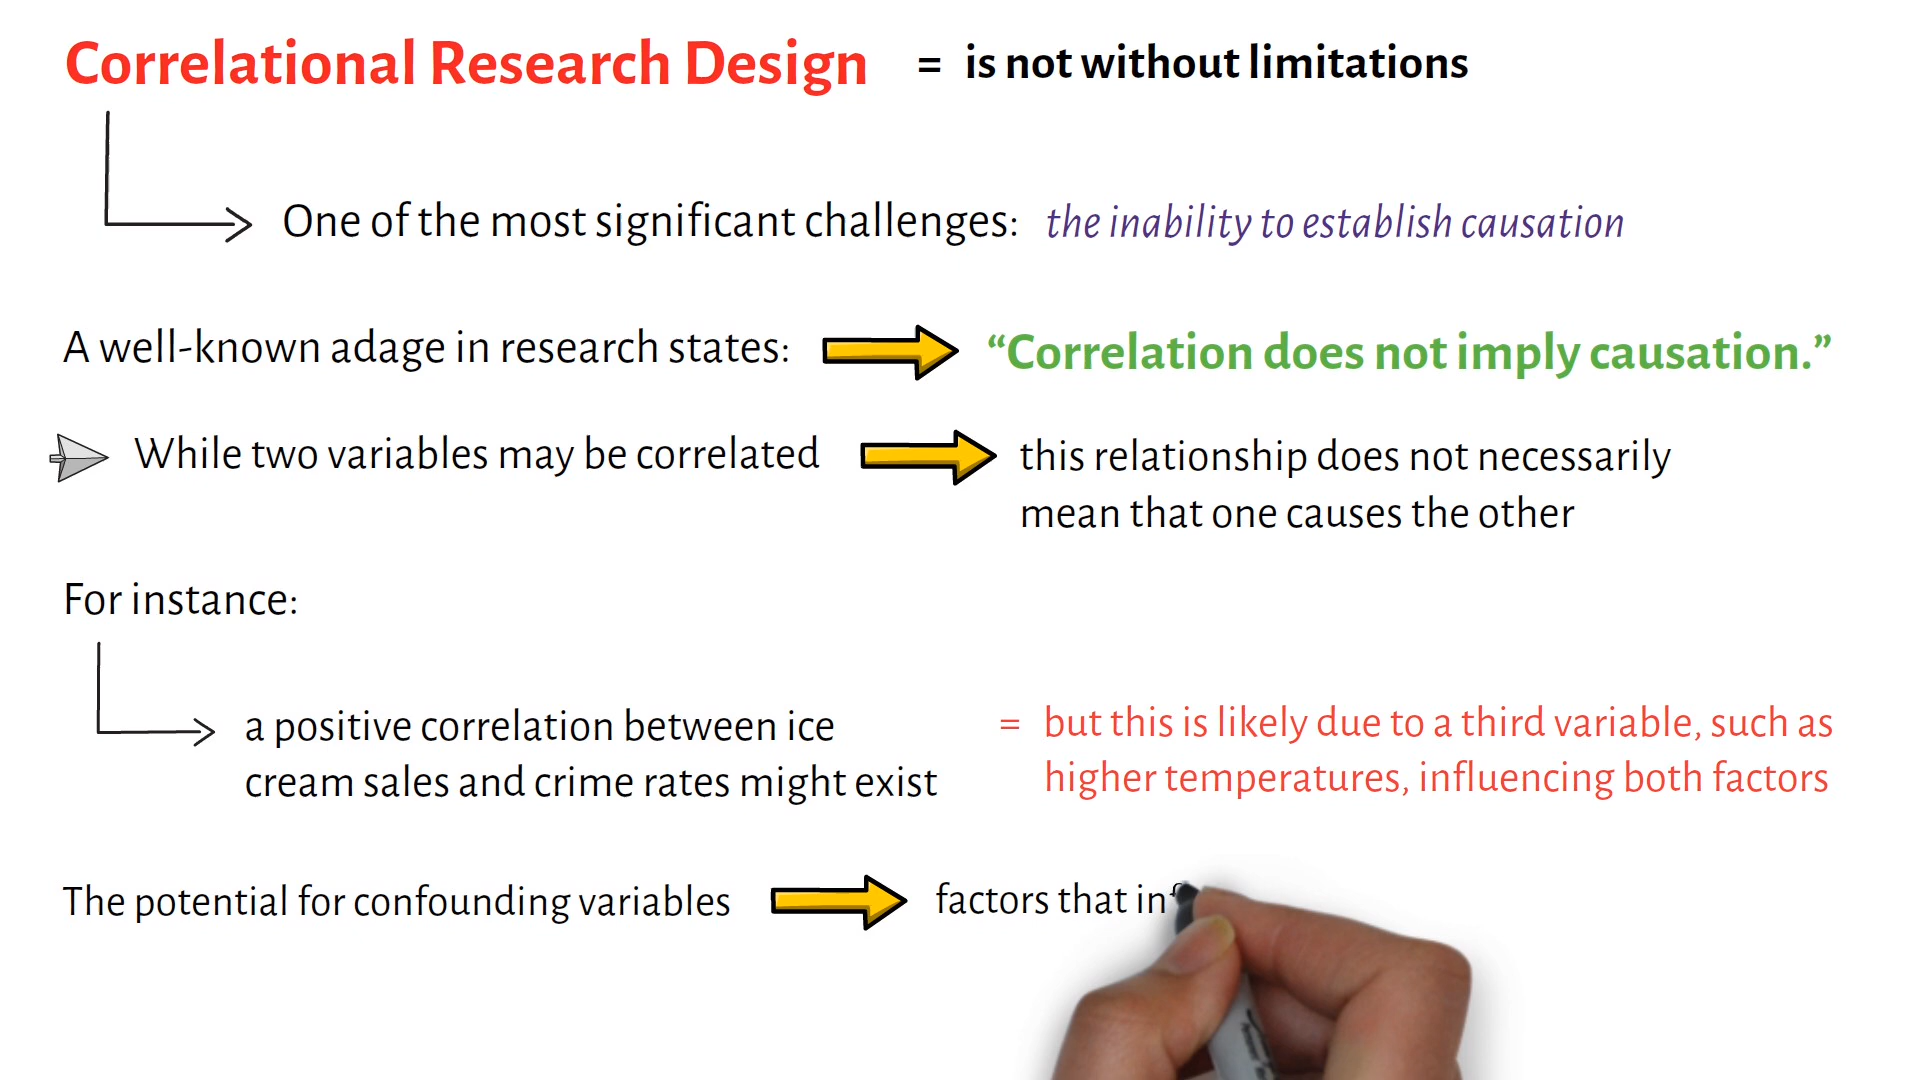 Correlational Research Design = is not without limitations
One of the most significant challenges: the inability to establish causation
A well-known adage in research states: “Correlation does not imply causation.”
While two variables may be correlated
this relationship does not necessarily
mean that one causes the other
For instance:
a positive correlation between ice
cream sales and crime rates might exist
= but this is likely due to a third variable, such as
higher temperatures, influencing both factors
The potential for confounding variables
factors that inf